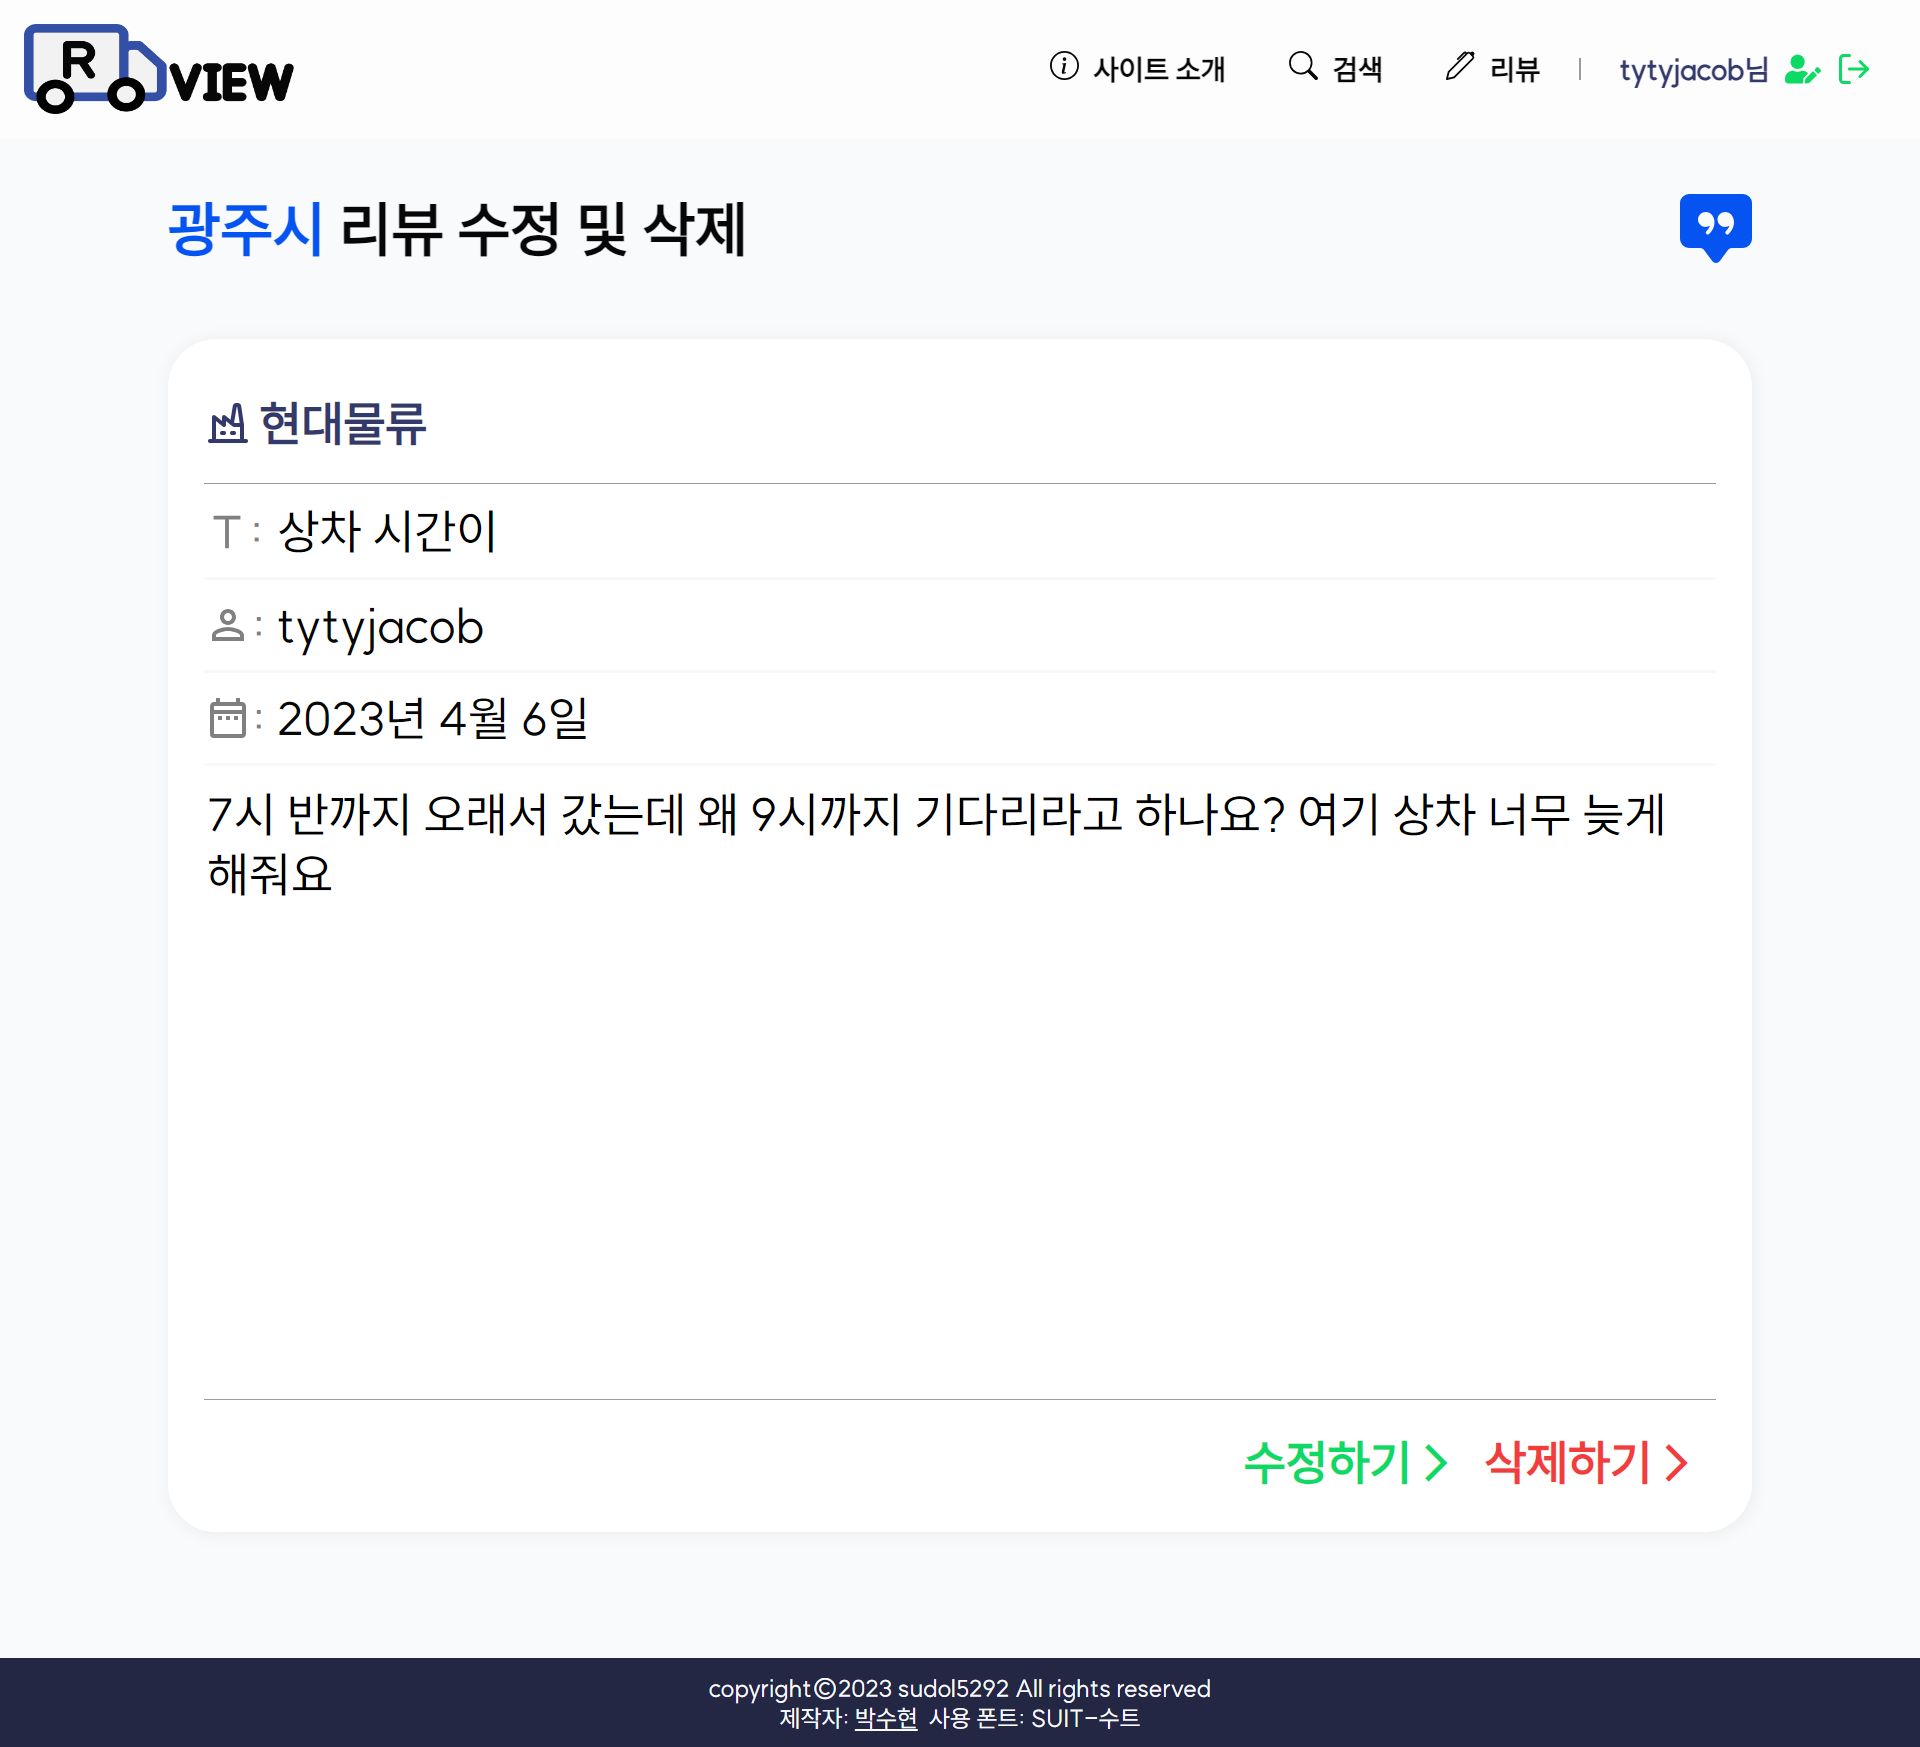 R VIEW
사이트 소개 검색 리뷰 | tytyjacob님
광주시 리뷰 수정 및 삭제
현대물류
T : 상차 시간이
: tytyjacob
: 2023년 4월 6일
7시 반까지 오래서 갔는데 왜 9시까지 기다리라고 하나요? 여기 상차 너무 늦게
해줘요
수정하기 삭제하기
copyright©2023 sudol5292 All rights reserved
제작자: 박수현 사용 폰트: SUIT-수트